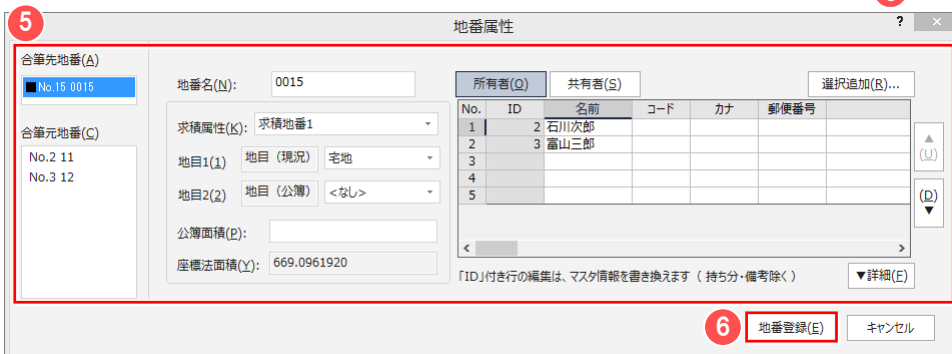 5
地番属性
? ×
合筆先地番(A)
■No.15 0015
合筆元地番(C)
No.2 11
No.3 12
地番名(N): 0015
求積属性(K): 求積地番1
地目1(1) 地目（現況） 宅地
地目2(2) 地目（公簿） <なし>
公簿面積(P):
座標法面積(Y): 669.0961920
所有者(O) 共有者(S) 選択追加(R)...
No. ID 名前 コード カナ 郵便番号
1 2 石川次郎
2 3 富山三郎
3
4
5
▲
(U)
(D)
▼
「ID」付き行の編集は、マスタ情報を書き換えます（ 持ち分・備考除く ）
▼詳細(F)
6 地番登録(E) キャンセル